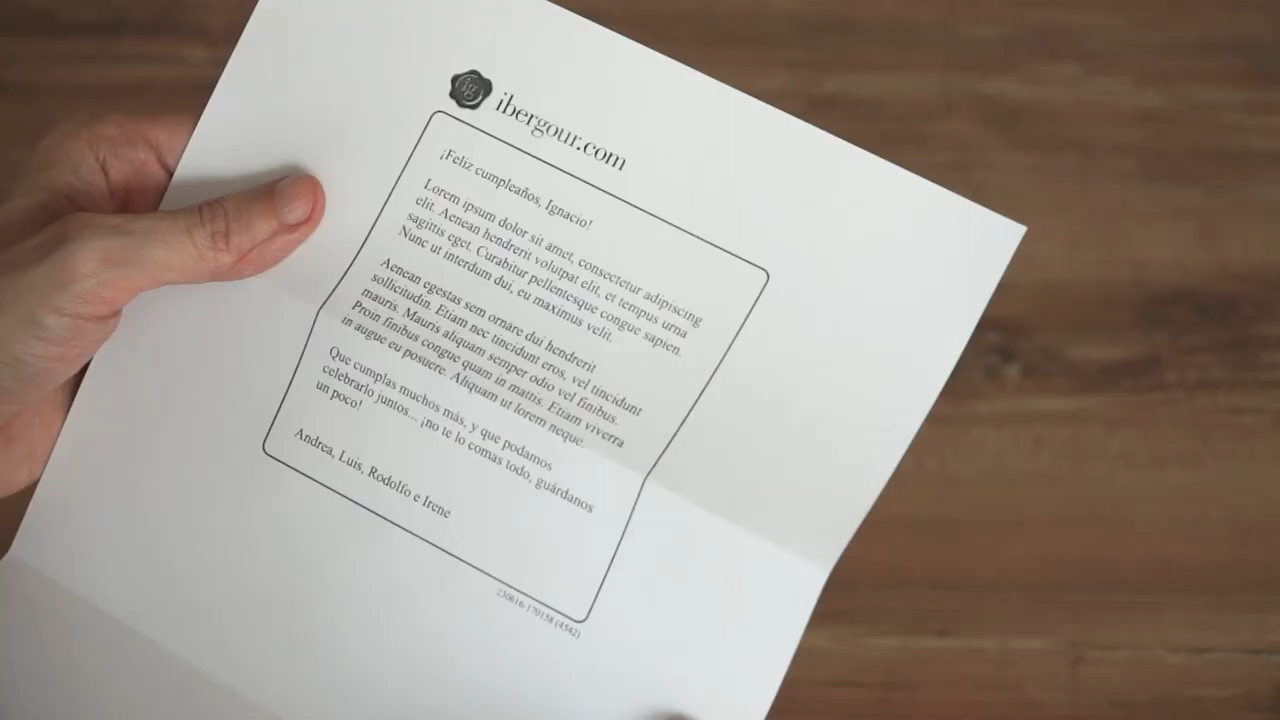 ig
ibergour.com
¡Feliz cumpleaños, Ignacio!
Lorem ipsum dolor sit amet, consectetur adipiscing
elit. Aenean hendrerit volutpat elit, et tempus urna
sagittis eget. Curabitur pellentesque congue sapien.
Nunc ut interdum dui, eu maximus velit.
Aenean egestas sem ornare dui hendrerit
sollicitudin. Etiam nec tincidunt eros, vel tincidunt
mauris. Mauris aliquam semper odio vel finibus.
Proin finibus congue quam in mattis. Etiam viverra
in augue eu posuere. Aliquam ut lorem neque.
Que cumplas muchos más, y que podamos
celebrarlo juntos... ¡no te lo comas todo, guárdanos
un poco!
Andrea, Luis, Rodolfo e Irene
230616-170158 (4542)